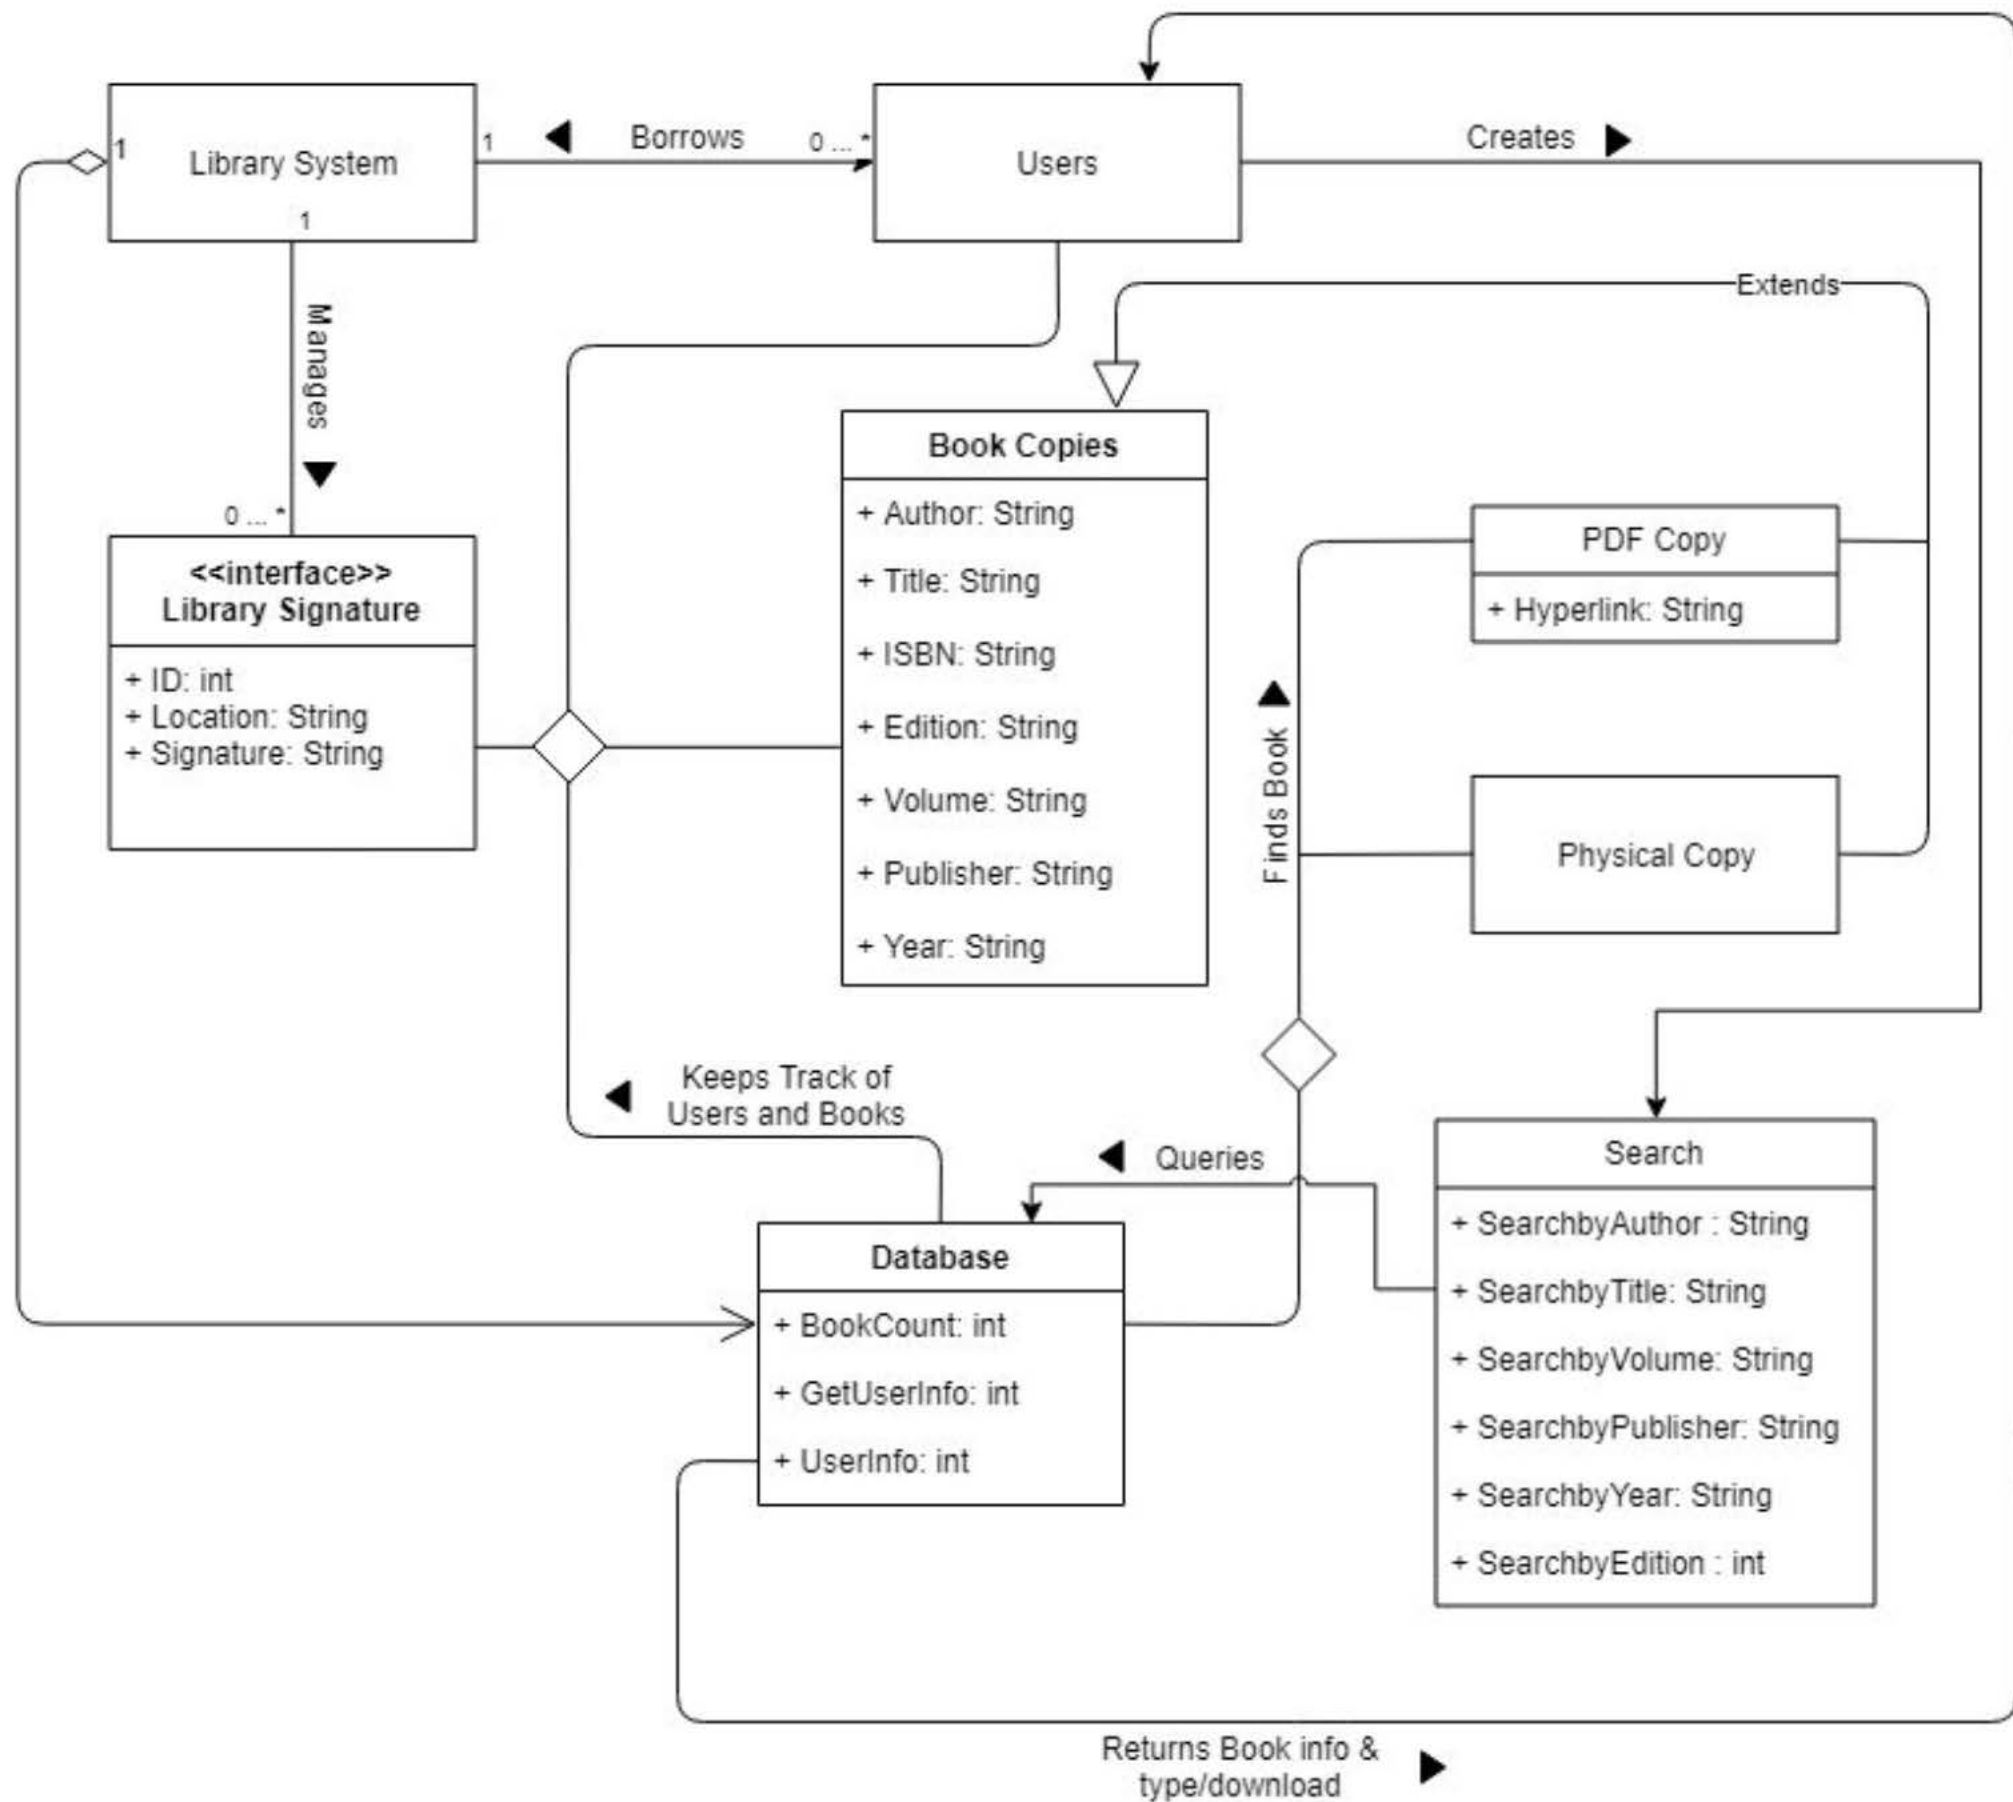 1
Library System
1
1
Borrows
0 ... *
Users
Creates
Manages
0 ... *
Extends
<<interface>>
Library Signature
+ ID: int
+ Location: String
+ Signature: String
Book Copies
+ Author: String
+ Title: String
+ ISBN: String
+ Edition: String
+ Volume: String
+ Publisher: String
+ Year: String
PDF Copy
+ Hyperlink: String
Finds Book
Physical Copy
Keeps Track of
Users and Books
Queries
Database
+ BookCount: int
+ GetUserInfo: int
+ UserInfo: int
Search
+ SearchbyAuthor : String
+ SearchbyTitle: String
+ SearchbyVolume: String
+ SearchbyPublisher: String
+ SearchbyYear: String
+ SearchbyEdition : int
Returns Book info &
type/download